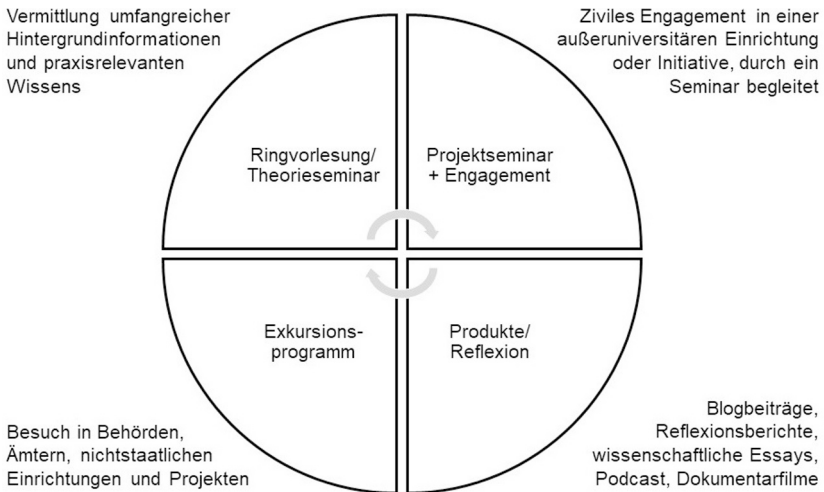 Vermittlung umfangreicher
Hintergrundinformationen
und praxisrelevanten
Wissens
Ziviles Engagement in einer
außeruniversitären Einrichtung
oder Initiative, durch ein
Seminar begleitet
Ringvorlesung/
Theorieseminar
Projektseminar
+ Engagement
Exkursions-
programm
Produkte/
Reflexion
Besuch in Behörden,
Ämtern, nichtstaatlichen
Einrichtungen und Projekten
Blogbeiträge,
Reflexionsberichte,
wissenschaftliche Essays,
Podcast, Dokumentarfilme